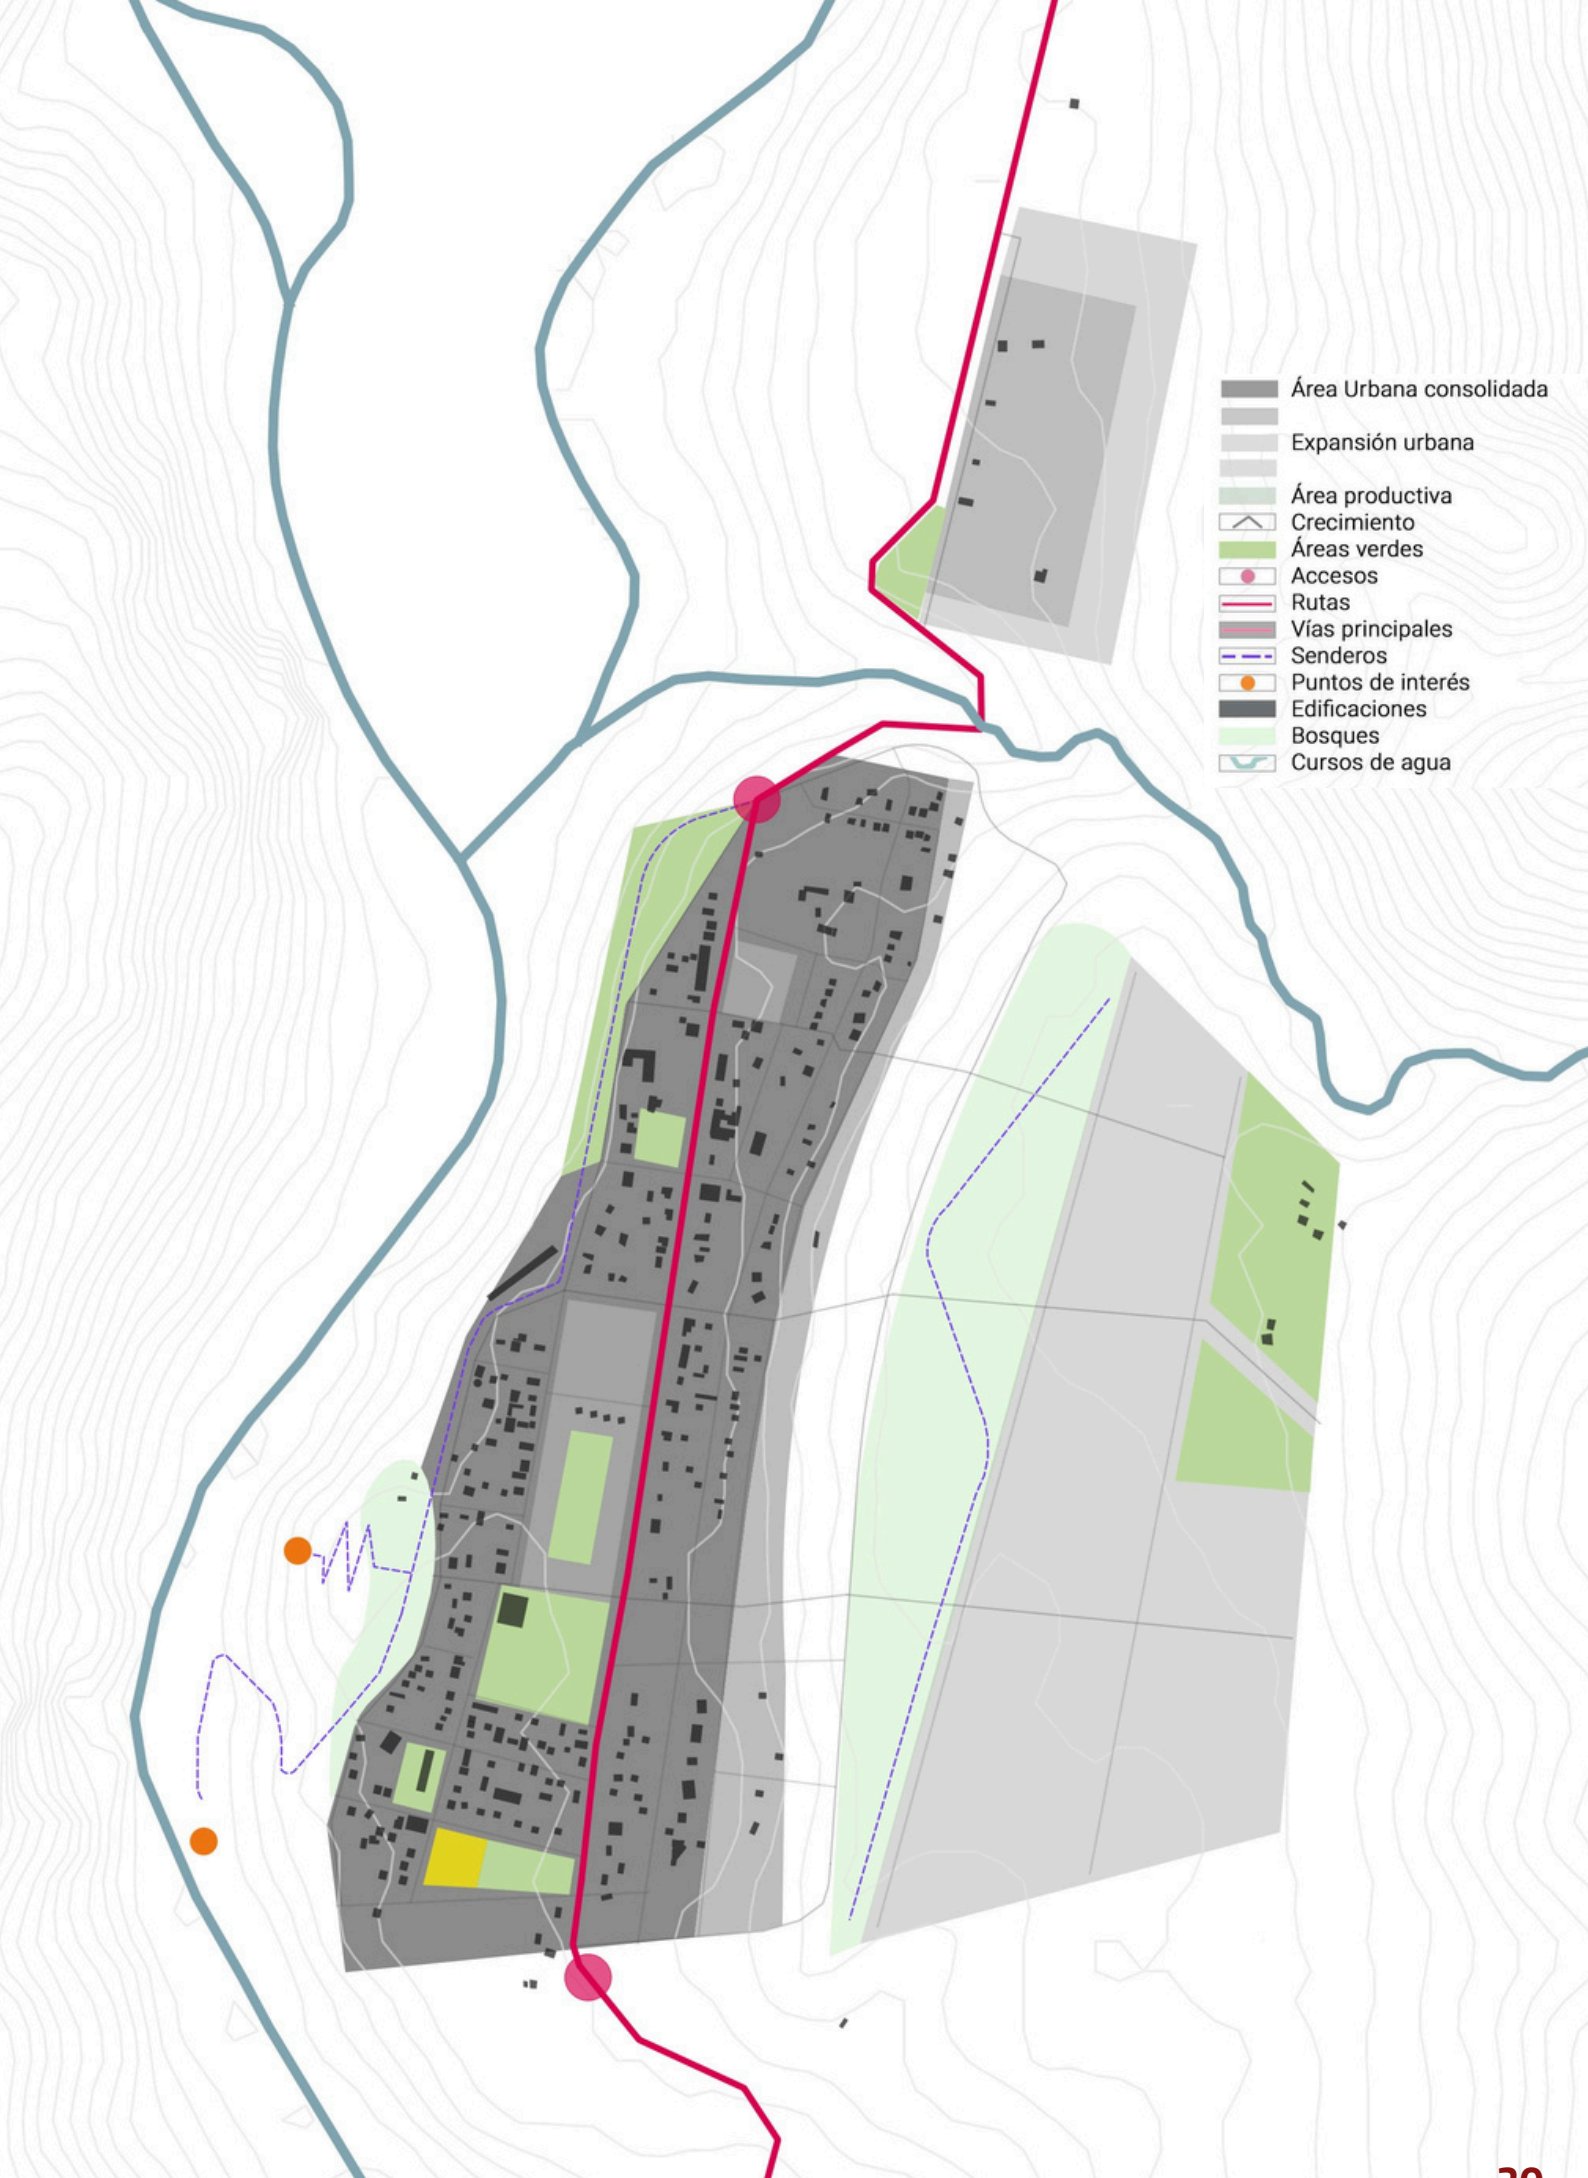 Área Urbana consolidada
Expansión urbana
Área productiva
Crecimiento
Áreas verdes
Accesos
Rutas
Vías principales
Senderos
Puntos de interés
Edificaciones
Bosques
Cursos de agua